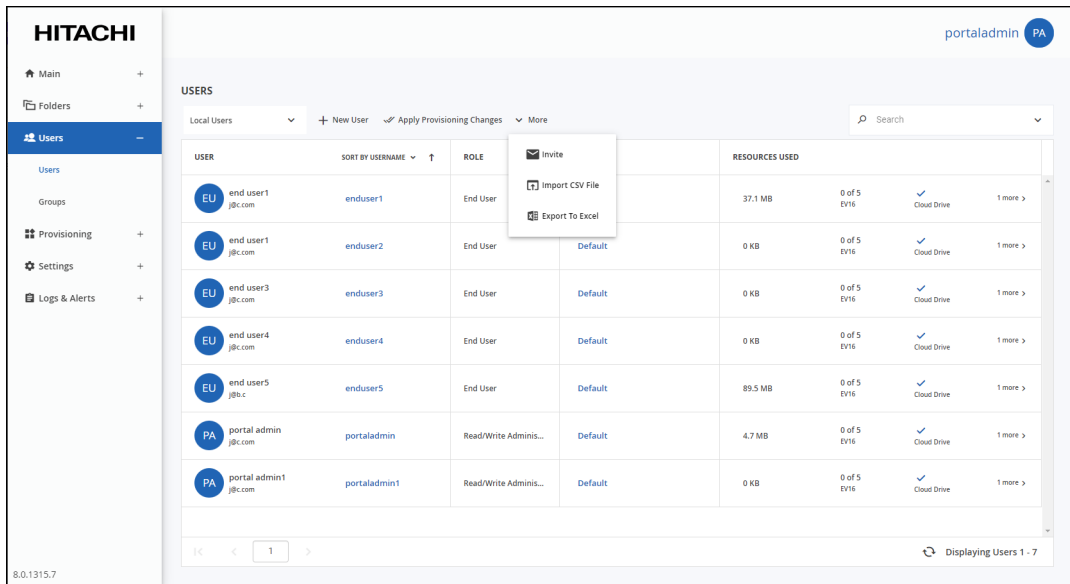 HITACHI
portaladmin PA
Main +
Folders +
Users −
Users
Groups
Provisioning +
Settings +
Logs & Alerts +
8.0.1315.7
USERS
Local Users
+ New User Apply Provisioning Changes More
Search
Invite
Import CSV File
Export To Excel
USER SORT BY USERNAME ↑ ROLE RESOURCES USED
EU end user1 enduser1 End User 37.1 MB 0 of 5 1 more >
j@c.com EV16 Cloud Drive
EU end user1 enduser2 End User Default 0 KB 0 of 5 1 more >
j@c.com EV16 Cloud Drive
EU end user3 enduser3 End User Default 0 KB 0 of 5 1 more >
j@c.com EV16 Cloud Drive
EU end user4 enduser4 End User Default 0 KB 0 of 5 1 more >
j@c.com EV16 Cloud Drive
EU end user5 enduser5 End User Default 89.5 MB 0 of 5 1 more >
j@b.c EV16 Cloud Drive
PA portal admin portaladmin Read/Write Adminis... Default 4.7 MB 0 of 5 1 more >
j@c.com EV16 Cloud Drive
PA portal admin1 portaladmin1 Read/Write Adminis... Default 0 KB 0 of 5 1 more >
j@c.com EV16 Cloud Drive
1
Displaying Users 1 - 7